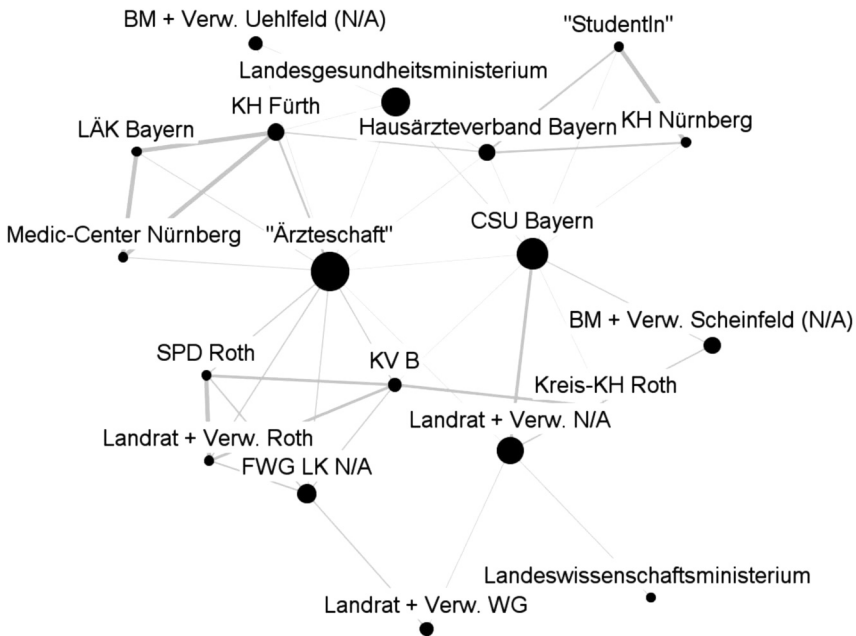 BM + Verw. Uehlfeld (N/A)
"StudentIn"
Landesgesundheitsministerium
KH Fürth
LÄK Bayern
Hausärzteverband Bayern
KH Nürnberg
Medic-Center Nürnberg
"Ärzteschaft"
CSU Bayern
BM + Verw. Scheinfeld (N/A)
SPD Roth
KV B
Kreis-KH Roth
Landrat + Verw. N/A
Landrat + Verw. Roth
FWG LK N/A
Landeswissenschaftsministerium
Landrat + Verw. WG